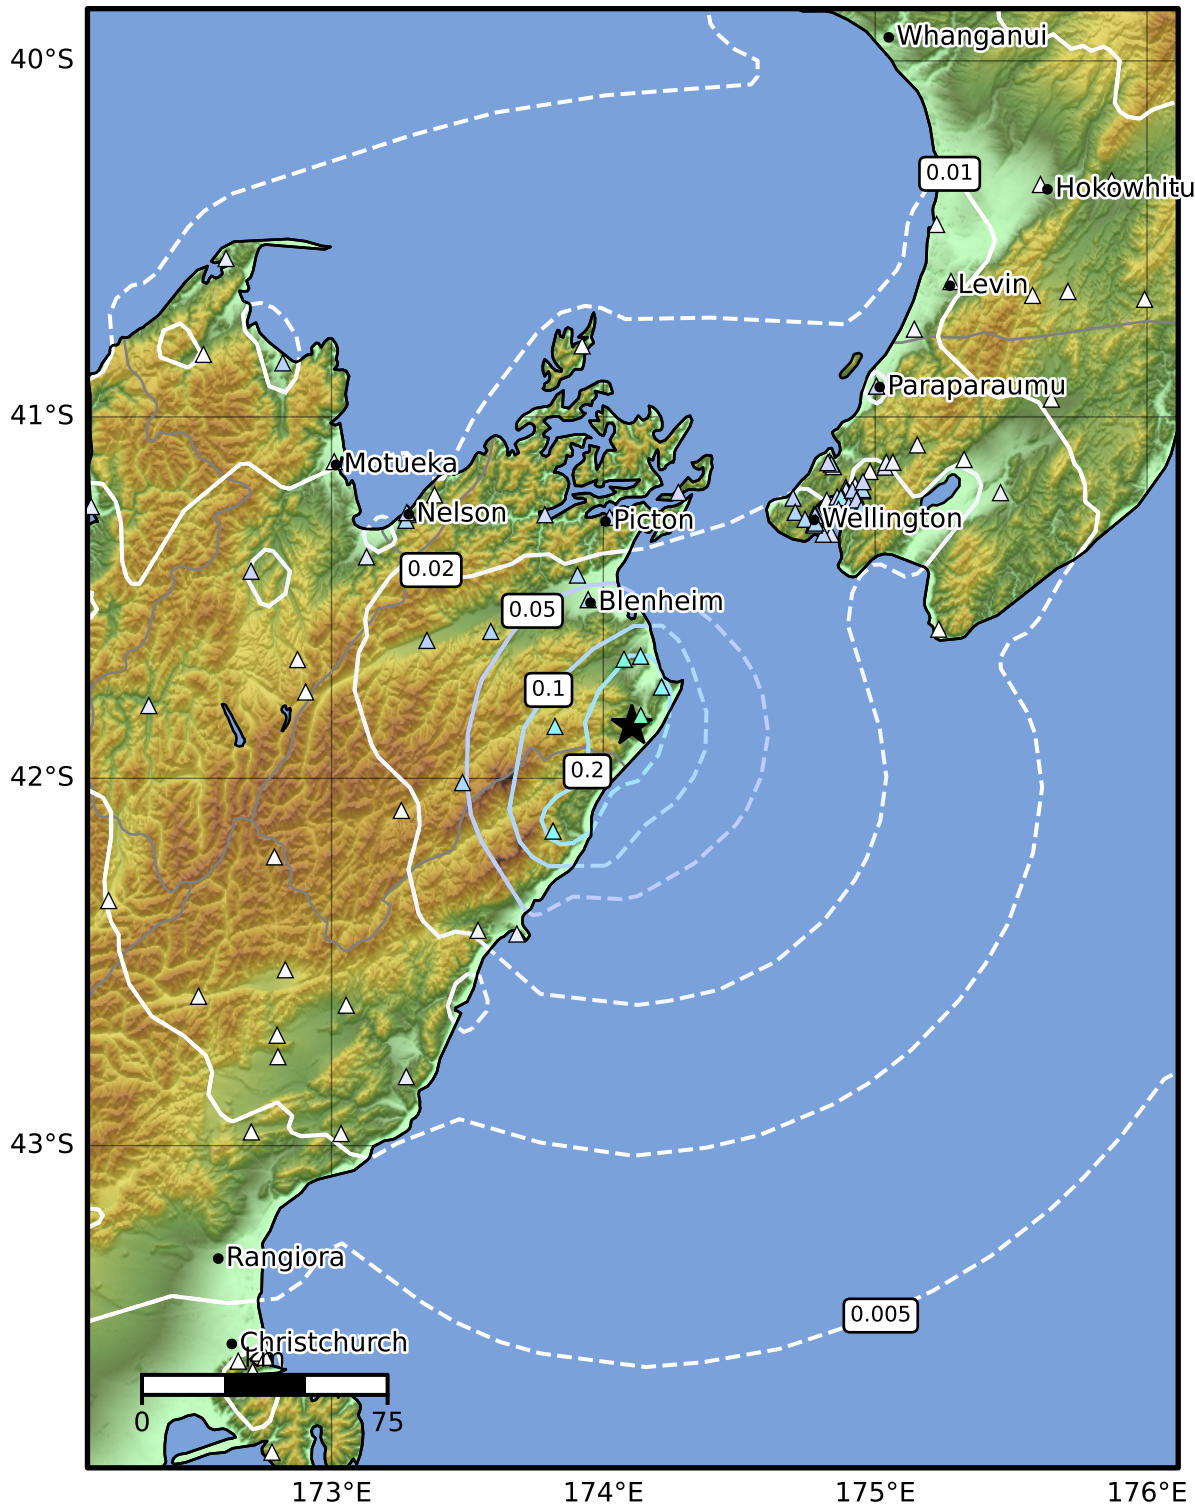 40°S
Whanganui
0.01
Hokowhitu
Levin
Paraparaumu
41°S
Motueka
Nelson
Picton
Wellington
0.02
0.05
Blenheim
0.1
0.2
42°S
43°S
Rangiora
0.005
Christchurch
km
0
75
173°E
174°E
175°E
176°E